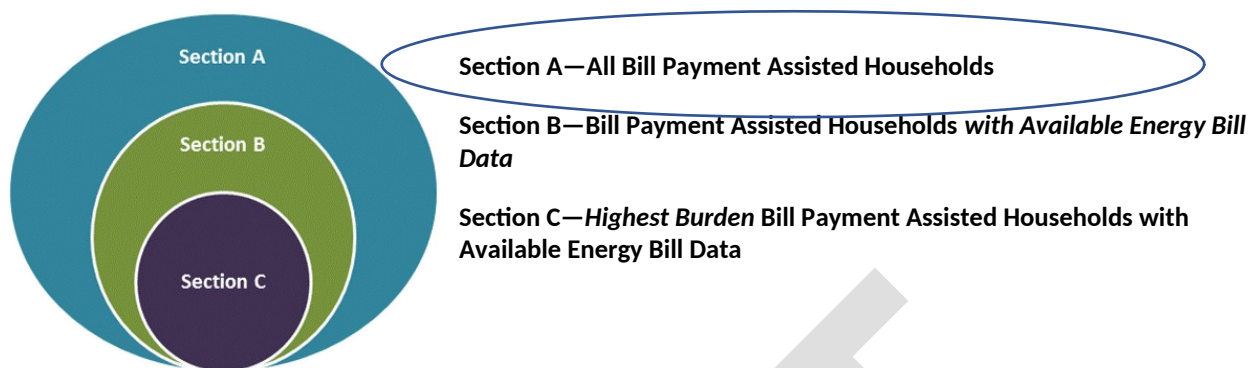 Section A
Section B
Section C
Section A—All Bill Payment Assisted Households
Section B—Bill Payment Assisted Households with Available Energy Bill
Data
Section C—Highest Burden Bill Payment Assisted Households with
Available Energy Bill Data